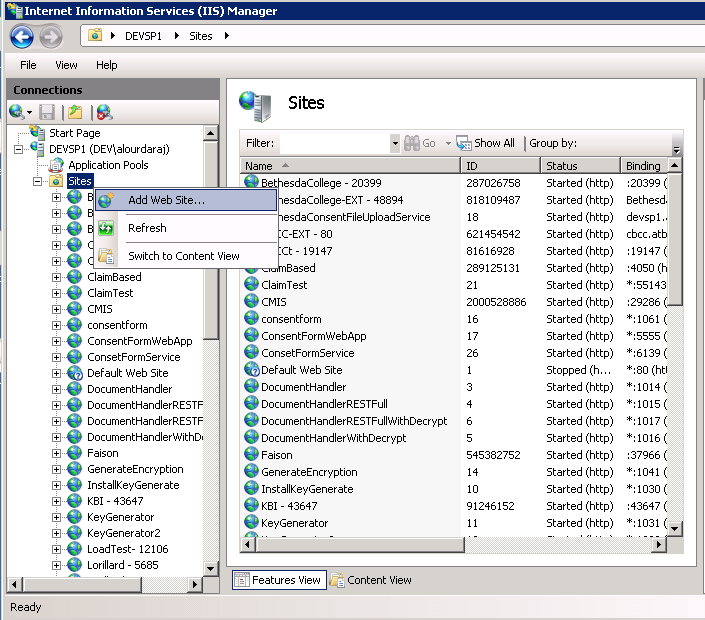 Internet Information Services (IIS) Manager
DEVSP1 Sites
File View Help
Connections
Start Page
DEVSP1 (DEV\alourdaraj)
Application Pools
Sites
Add Web Site...
Refresh
Switch to Content View
ClaimBased
ClaimTest
CMIS
consentform
ConsentFormWebApp
ConsetFormService
Default Web Site
DocumentHandler
DocumentHandlerRESTF
DocumentHandlerRESTF
DocumentHandlerWithDe
Faison
GenerateEncryption
InstallKeyGenerate
KBI - 43647
KeyGenerator
KeyGenerator2
LoadTest- 12106
Lorillard - 5685
Sites
Filter: Go Show All Group by:
Name ID Status Binding
BethesdaCollege - 20399 287026758 Started (http) :20399 (
thesdaCollege-EXT - 48894 818109487 Started (http) Bethesd
thesdaConsentFileUploadService 18 Started (http) devsp1.
CC-EXT - 80 621454542 Started (http) cbcc.atb
CCt - 19147 81616928 Started (http) :19147 (
ClaimBased 289125131 Started (http) :4050 (h
ClaimTest 21 Started (http) *:55143
CMIS 2000528886 Started (http) :29286 (
consentform 16 Started (http) *:1061 (
ConsentFormWebApp 17 Started (http) *:5555 (
ConsetFormService 26 Started (http) *:6139 (
Default Web Site 1 Stopped (h... *:80 (ht
DocumentHandler 3 Started (http) *:1014 (
DocumentHandlerRESTFull 4 Started (http) *:1015 (
DocumentHandlerRESTFullWithDecrypt 6 Started (http) *:1017 (
DocumentHandlerWithDecrypt 5 Started (http) *:1016 (
Faison 545382752 Started (http) :37966 (
GenerateEncryption 14 Started (http) *:1041 (
InstallKeyGenerate 10 Started (http) *:1030 (
KBI - 43647 91246152 Started (http) :43647 (
KeyGenerator 11 Started (http) *:1031 (
Features View Content View
Ready